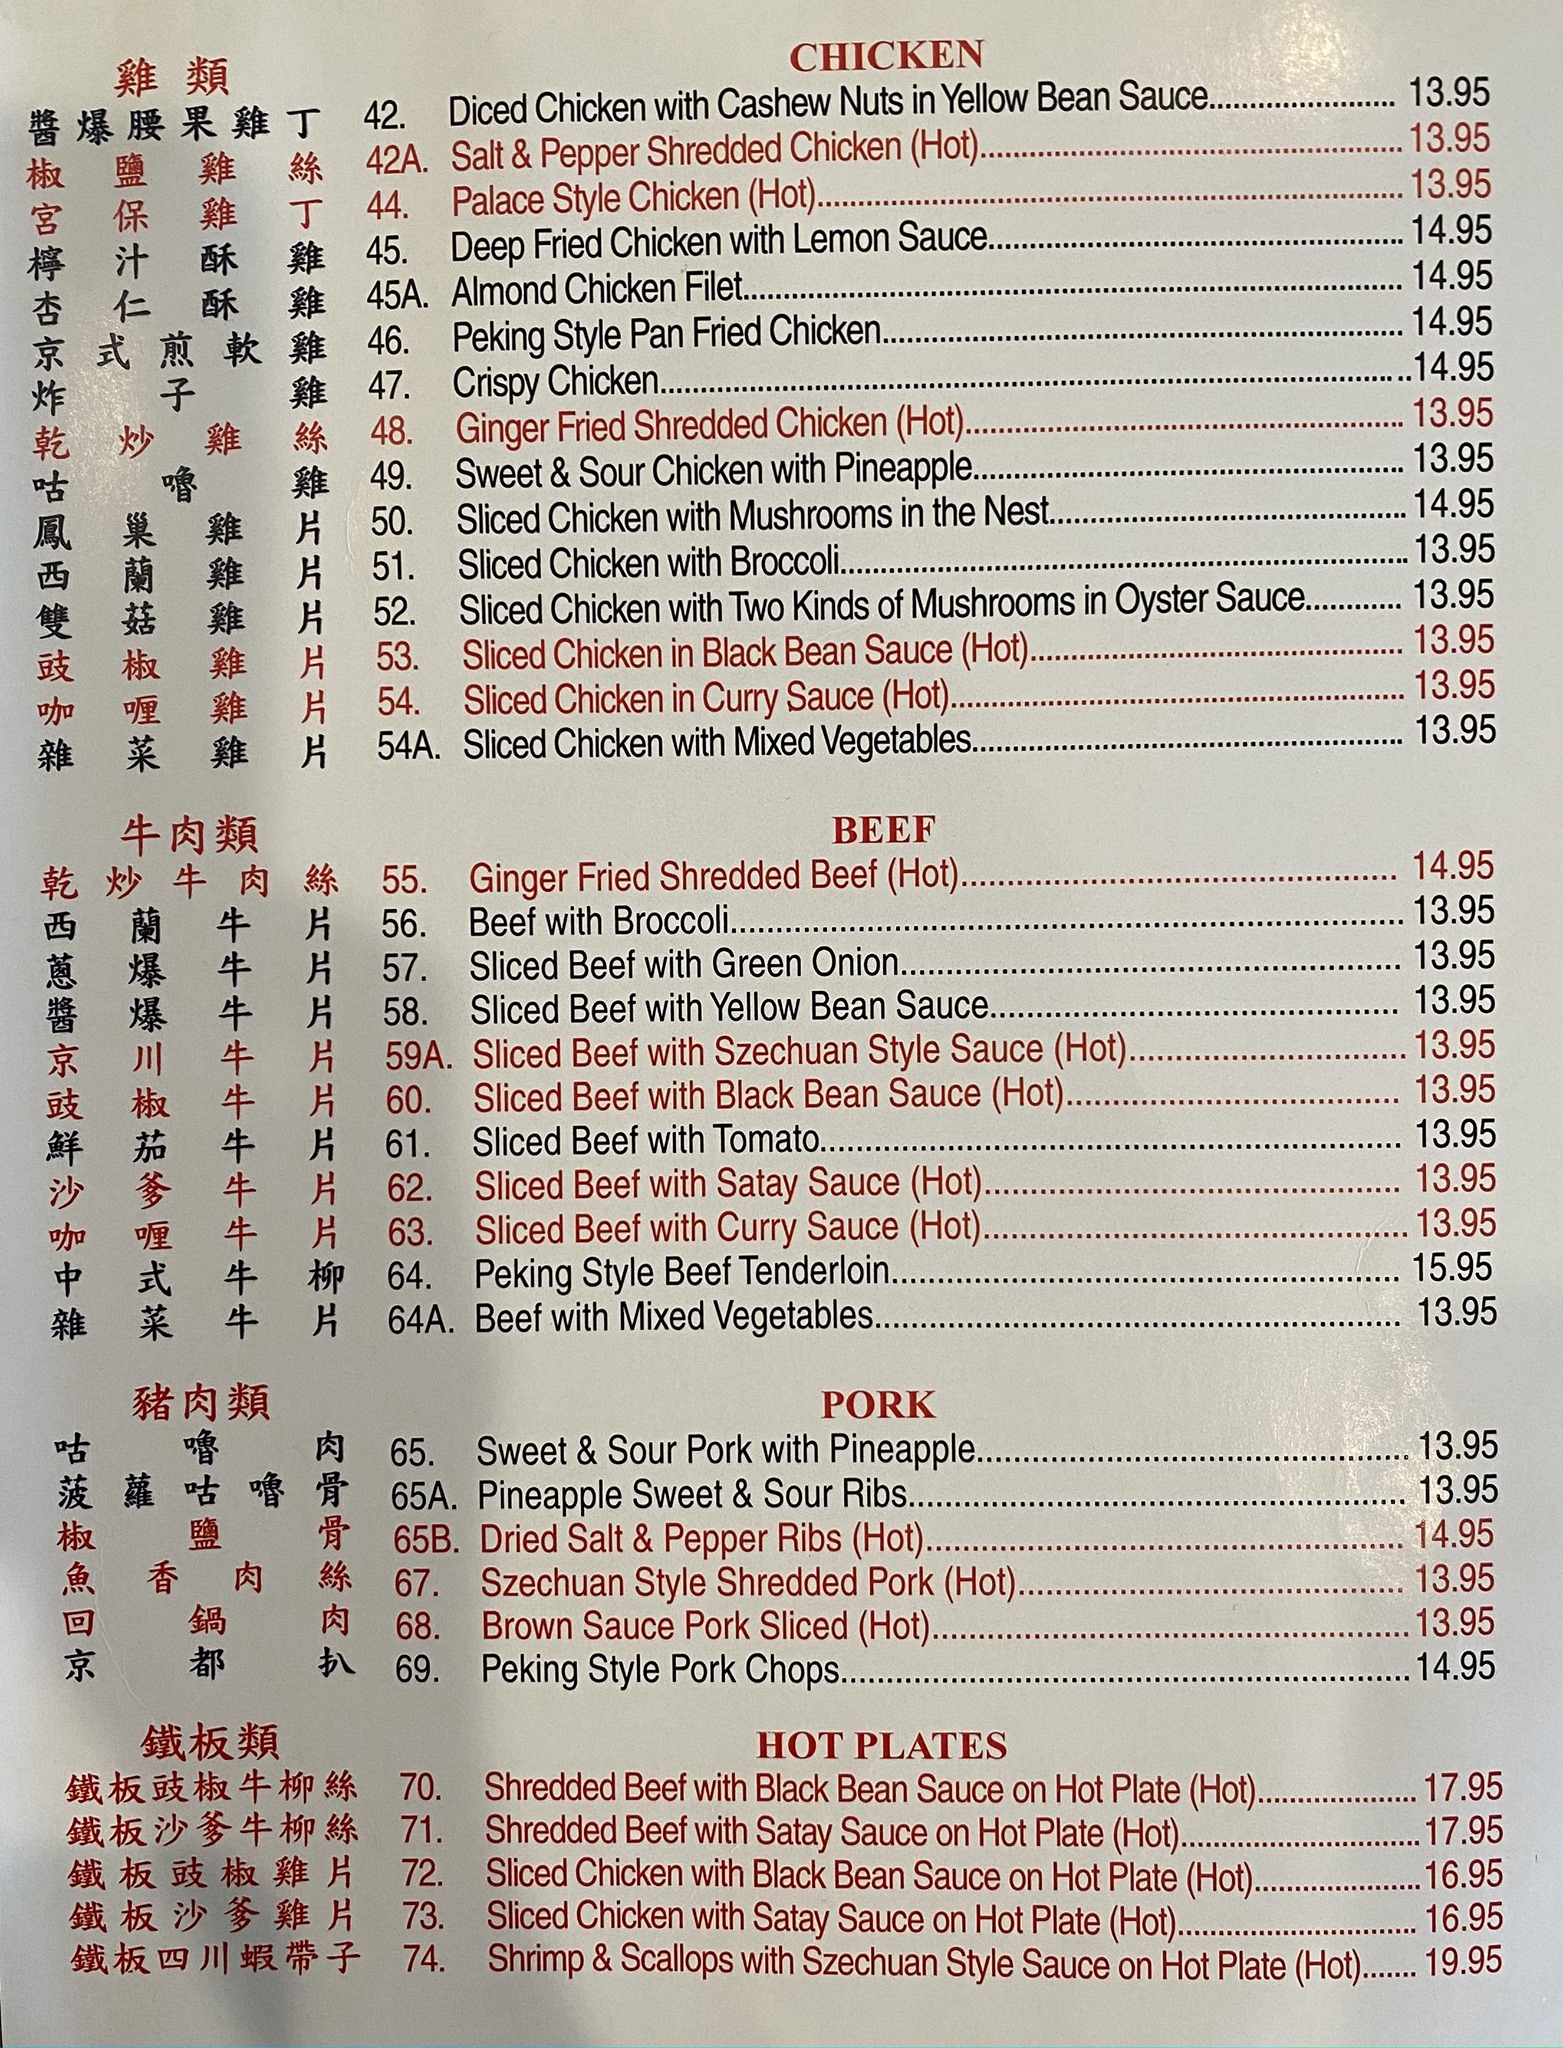 雞類 CHICKEN
醬爆腰果雞丁 42. Diced Chicken with Cashew Nuts in Yellow Bean Sauce 13.95
椒鹽雞絲 42A. Salt & Pepper Shredded Chicken (Hot) 13.95
宮保雞丁 44. Palace Style Chicken (Hot) 13.95
檸汁酥雞 45. Deep Fried Chicken with Lemon Sauce 14.95
杏仁酥雞 45A. Almond Chicken Filet 14.95
京式煎軟雞 46. Peking Style Pan Fried Chicken 14.95
炸子雞 47. Crispy Chicken 14.95
乾炒雞絲 48. Ginger Fried Shredded Chicken (Hot) 13.95
咕嚕雞 49. Sweet & Sour Chicken with Pineapple 13.95
鳳巢雞片 50. Sliced Chicken with Mushrooms in the Nest 14.95
西蘭雞片 51. Sliced Chicken with Broccoli 13.95
雙菇雞片 52. Sliced Chicken with Two Kinds of Mushrooms in Oyster Sauce 13.95
豉椒雞片 53. Sliced Chicken in Black Bean Sauce (Hot) 13.95
咖喱雞片 54. Sliced Chicken in Curry Sauce (Hot) 13.95
雜菜雞片 54A. Sliced Chicken with Mixed Vegetables 13.95
牛肉類 BEEF
乾炒牛肉絲 55. Ginger Fried Shredded Beef (Hot) 14.95
西蘭牛片 56. Beef with Broccoli 13.95
蔥爆牛片 57. Sliced Beef with Green Onion 13.95
醬爆牛片 58. Sliced Beef with Yellow Bean Sauce 13.95
京川牛片 59A. Sliced Beef with Szechuan Style Sauce (Hot) 13.95
豉椒牛片 60. Sliced Beef with Black Bean Sauce (Hot) 13.95
鮮茄牛片 61. Sliced Beef with Tomato 13.95
沙爹牛片 62. Sliced Beef with Satay Sauce (Hot) 13.95
咖喱牛片 63. Sliced Beef with Curry Sauce (Hot) 13.95
中式牛柳 64. Peking Style Beef Tenderloin 15.95
雜菜牛片 64A. Beef with Mixed Vegetables 13.95
豬肉類 PORK
咕嚕肉 65. Sweet & Sour Pork with Pineapple 13.95
菠蘿咕嚕骨 65A. Pineapple Sweet & Sour Ribs 13.95
椒鹽骨 65B. Dried Salt & Pepper Ribs (Hot) 14.95
魚香肉絲 67. Szechuan Style Shredded Pork (Hot) 13.95
回鍋肉 68. Brown Sauce Pork Sliced (Hot) 13.95
京都扒 69. Peking Style Pork Chops 14.95
鐵板類 HOT PLATES
鐵板豉椒牛柳絲 70. Shredded Beef with Black Bean Sauce on Hot Plate (Hot) 17.95
鐵板沙爹牛柳絲 71. Shredded Beef with Satay Sauce on Hot Plate (Hot) 17.95
鐵板豉椒雞片 72. Sliced Chicken with Black Bean Sauce on Hot Plate (Hot) 16.95
鐵板沙爹雞片 73. Sliced Chicken with Satay Sauce on Hot Plate (Hot) 16.95
鐵板四川蝦帶子 74. Shrimp & Scallops with Szechuan Style Sauce on Hot Plate (Hot) 19.95